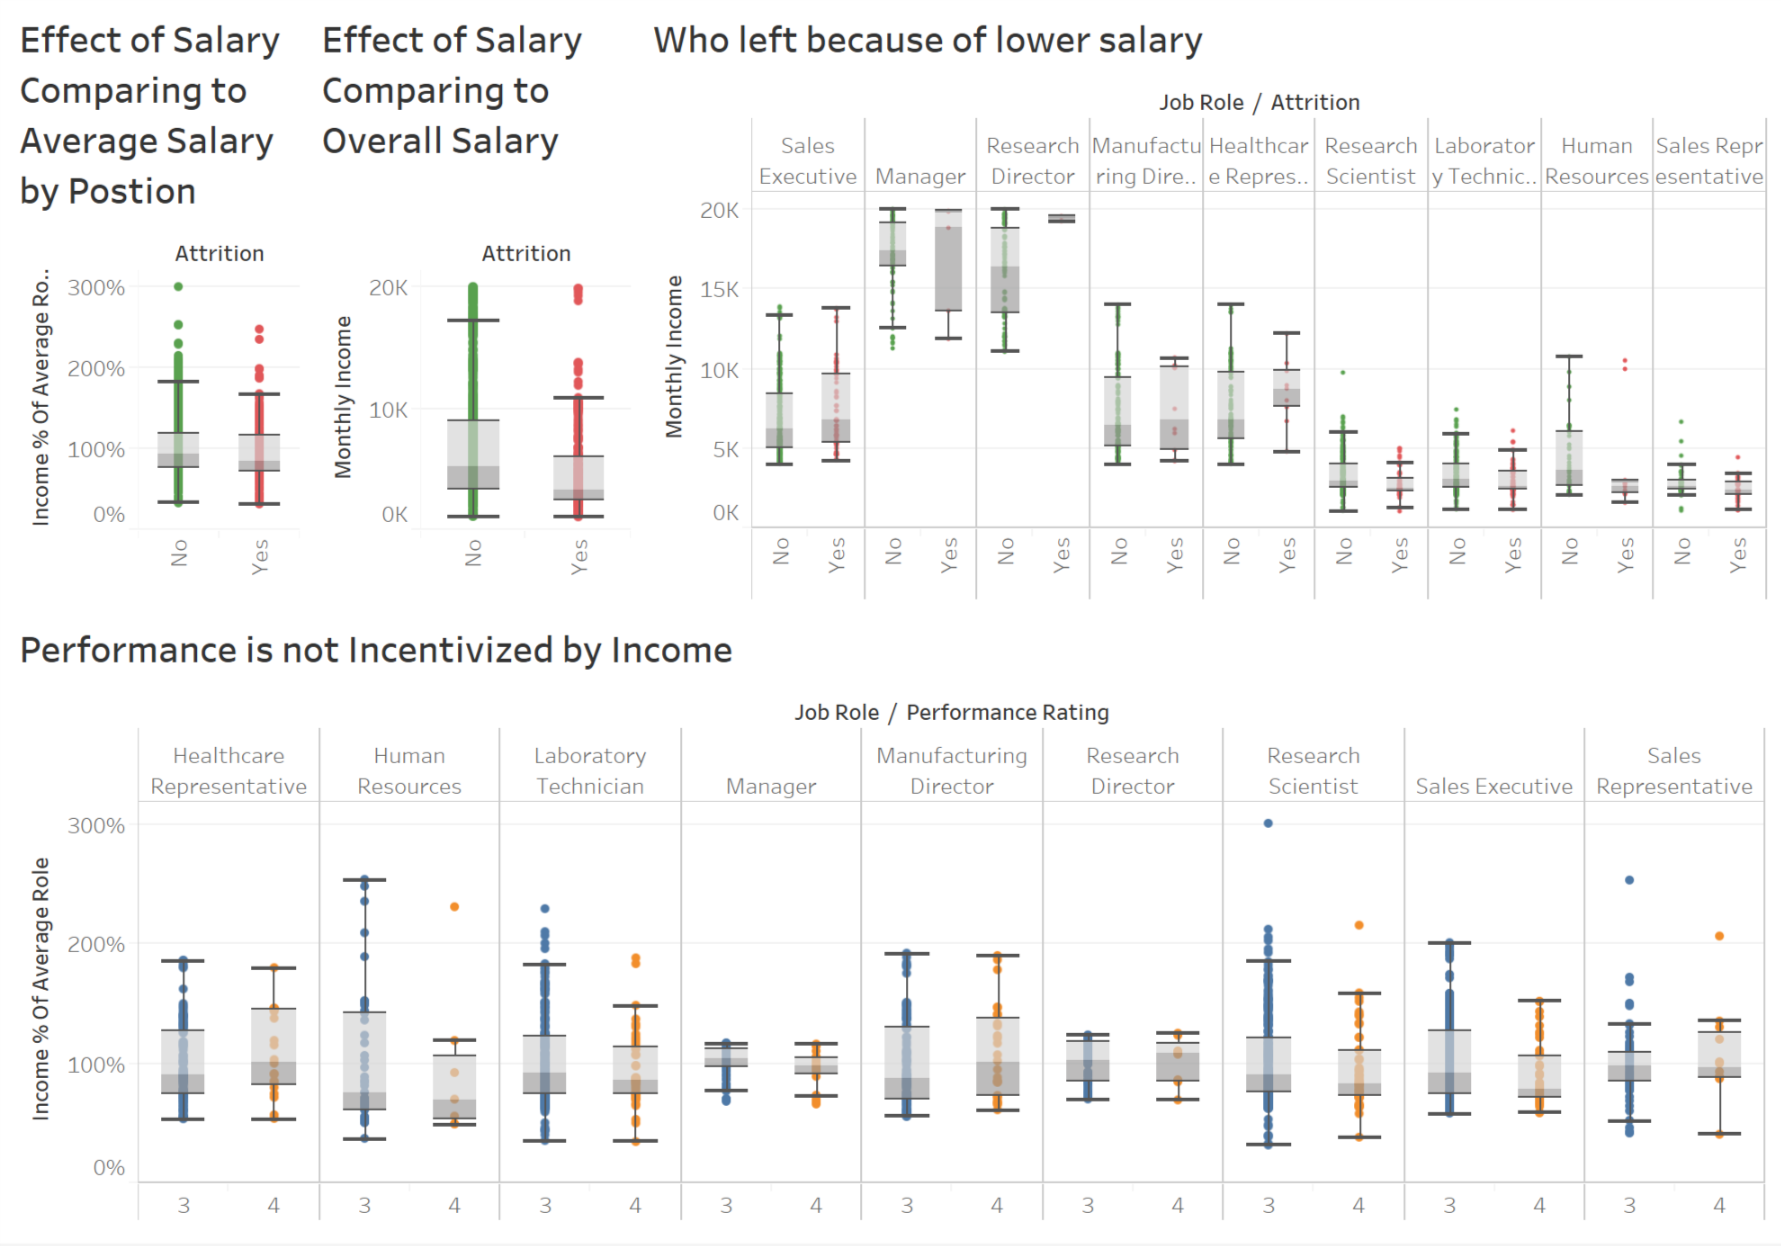 Effect of Salary
Comparing to
Average Salary
by Postion
Effect of Salary
Comparing to
Overall Salary
Who left because of lower salary
Attrition
Income % Of Average Ro..
300%
200%
100%
0%
No
Yes
Attrition
Monthly Income
20K
10K
0K
No
Yes
Job Role / Attrition
Sales
Executive
Manager
Research
Director
Manufactu
ring Dire..
Healthcar
e Repres..
Research
Scientist
Laborator
y Technic..
Human
Resources
Sales Repr
esentative
Monthly Income
20K
15K
10K
5K
0K
No
Yes
No
Yes
No
Yes
No
Yes
No
Yes
No
Yes
No
Yes
No
Yes
No
Yes
Performance is not Incentivized by Income
Job Role / Performance Rating
Healthcare
Representative
Human
Resources
Laboratory
Technician
Manager
Manufacturing
Director
Research
Director
Research
Scientist
Sales Executive
Sales
Representative
Income % Of Average Role
300%
200%
100%
0%
3
4
3
4
3
4
3
4
3
4
3
4
3
4
3
4
3
4